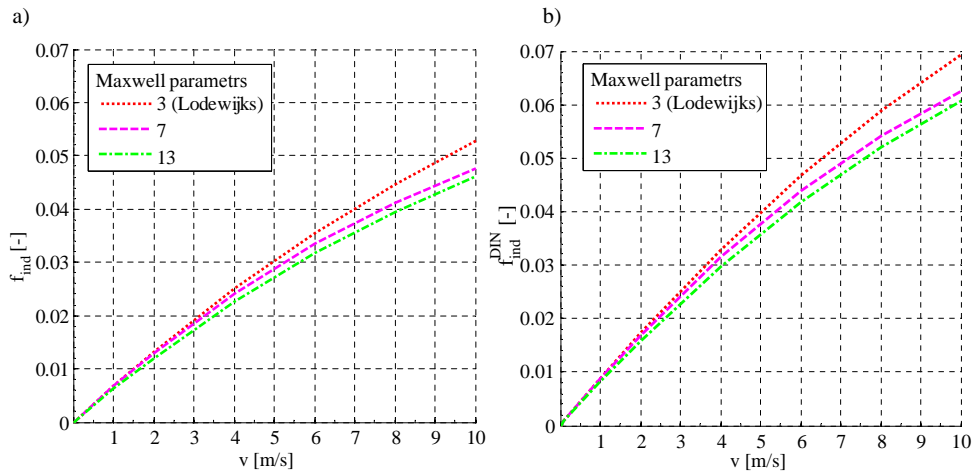 a)
0.07
0.06
0.05
0.04
0.03
0.02
0.01
0
f_ind [-]
Maxwell parametrs
3 (Lodewijks)
7
13
1 2 3 4 5 6 7 8 9 10
v [m/s]
b)
0.07
0.06
0.05
0.04
0.03
0.02
0.01
0
f_ind^DIN [-]
Maxwell parametrs
3 (Lodewijks)
7
13
1 2 3 4 5 6 7 8 9 10
v [m/s]